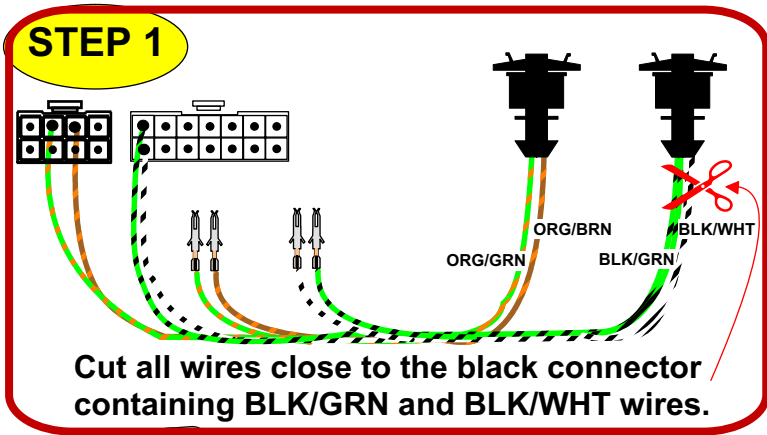 STEP 1
ORG/BRN
BLK/WHT
ORG/GRN
BLK/GRN
Cut all wires close to the black connector
containing BLK/GRN and BLK/WHT wires.